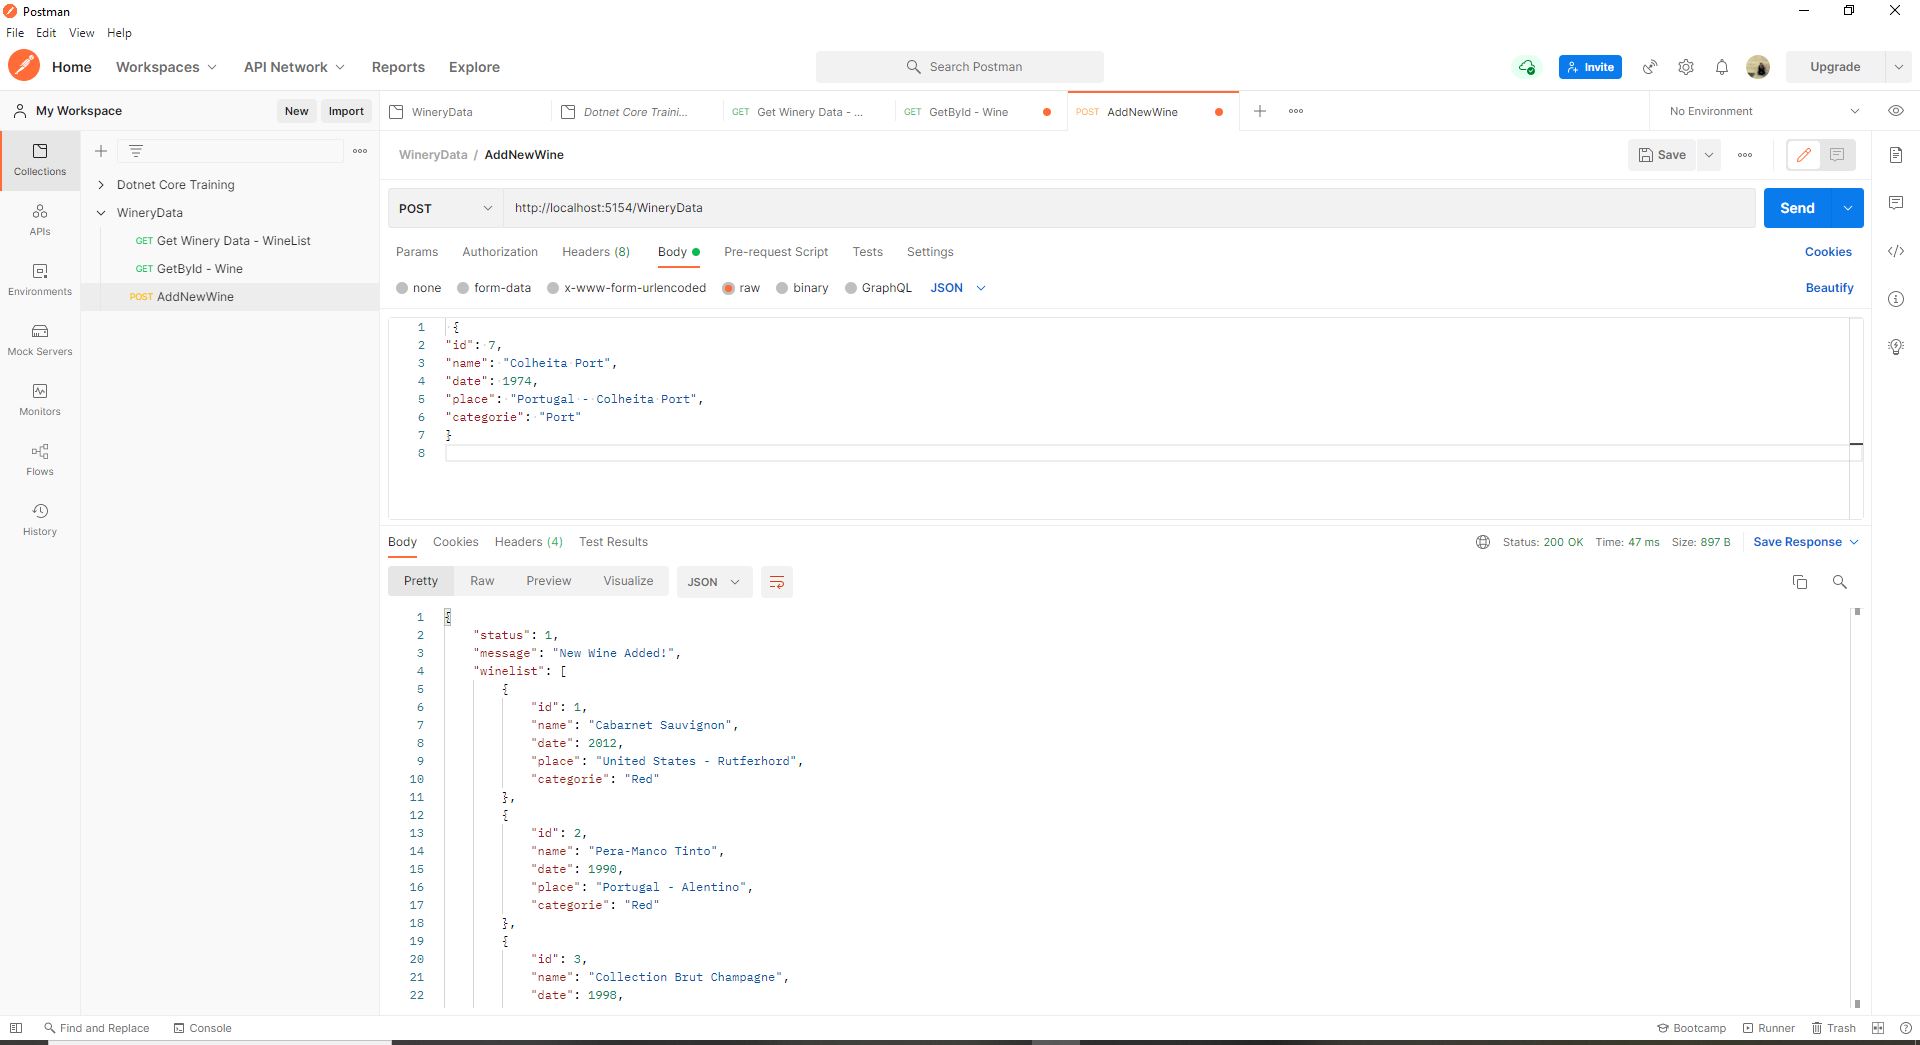 Postman
File Edit View Help
Home Workspaces API Network Reports Explore Search Postman Invite Upgrade
My Workspace New Import WineryData Dotnet Core Traini... GET Get Winery Data - ... GET GetById - Wine POST AddNewWine No Environment
WineryData / AddNewWine Save
Collections
APIs
Environments
Mock Servers
Monitors
Flows
History
Dotnet Core Training
WineryData
GET Get Winery Data - WineList
GET GetById - Wine
POST AddNewWine
POST http://localhost:5154/WineryData Send
Params Authorization Headers (8) Body Pre-request Script Tests Settings Cookies
none form-data x-www-form-urlencoded raw binary GraphQL JSON Beautify
1 {
2 "id": 7,
3 "name": "Colheita Port",
4 "date": 1974,
5 "place": "Portugal - Colheita Port",
6 "categorie": "Port"
7 }
8
Body Cookies Headers (4) Test Results Status: 200 OK Time: 47 ms Size: 897 B Save Response
Pretty Raw Preview Visualize JSON
1 {
2 "status": 1,
3 "message": "New Wine Added!",
4 "winelist": [
5 {
6 "id": 1,
7 "name": "Cabarnet Sauvignon",
8 "date": 2012,
9 "place": "United States - Rutferhord",
10 "categorie": "Red"
11 },
12 {
13 "id": 2,
14 "name": "Pera-Manco Tinto",
15 "date": 1990,
16 "place": "Portugal - Alentino",
17 "categorie": "Red"
18 },
19 {
20 "id": 3,
21 "name": "Collection Brut Champagne",
22 "date": 1998,
Find and Replace Console Bootcamp Runner Trash